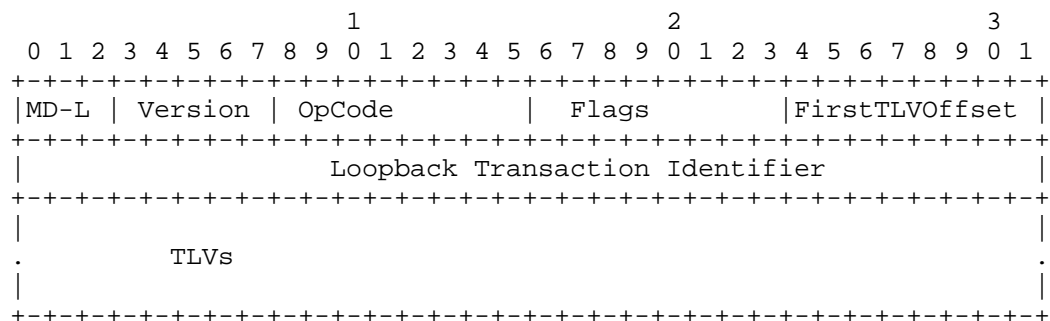 1                   2                   3
 0 1 2 3 4 5 6 7 8 9 0 1 2 3 4 5 6 7 8 9 0 1 2 3 4 5 6 7 8 9 0 1
+-+-+-+-+-+-+-+-+-+-+-+-+-+-+-+-+-+-+-+-+-+-+-+-+-+-+-+-+-+-+-+-+
|MD-L | Version | OpCode        |  Flags        |FirstTLVOffset |
+-+-+-+-+-+-+-+-+-+-+-+-+-+-+-+-+-+-+-+-+-+-+-+-+-+-+-+-+-+-+-+-+
|                   Loopback Transaction Identifier             |
+-+-+-+-+-+-+-+-+-+-+-+-+-+-+-+-+-+-+-+-+-+-+-+-+-+-+-+-+-+-+-+-+
|                                                               |
.         TLVs                                                  .
|                                                               |
+-+-+-+-+-+-+-+-+-+-+-+-+-+-+-+-+-+-+-+-+-+-+-+-+-+-+-+-+-+-+-+-+